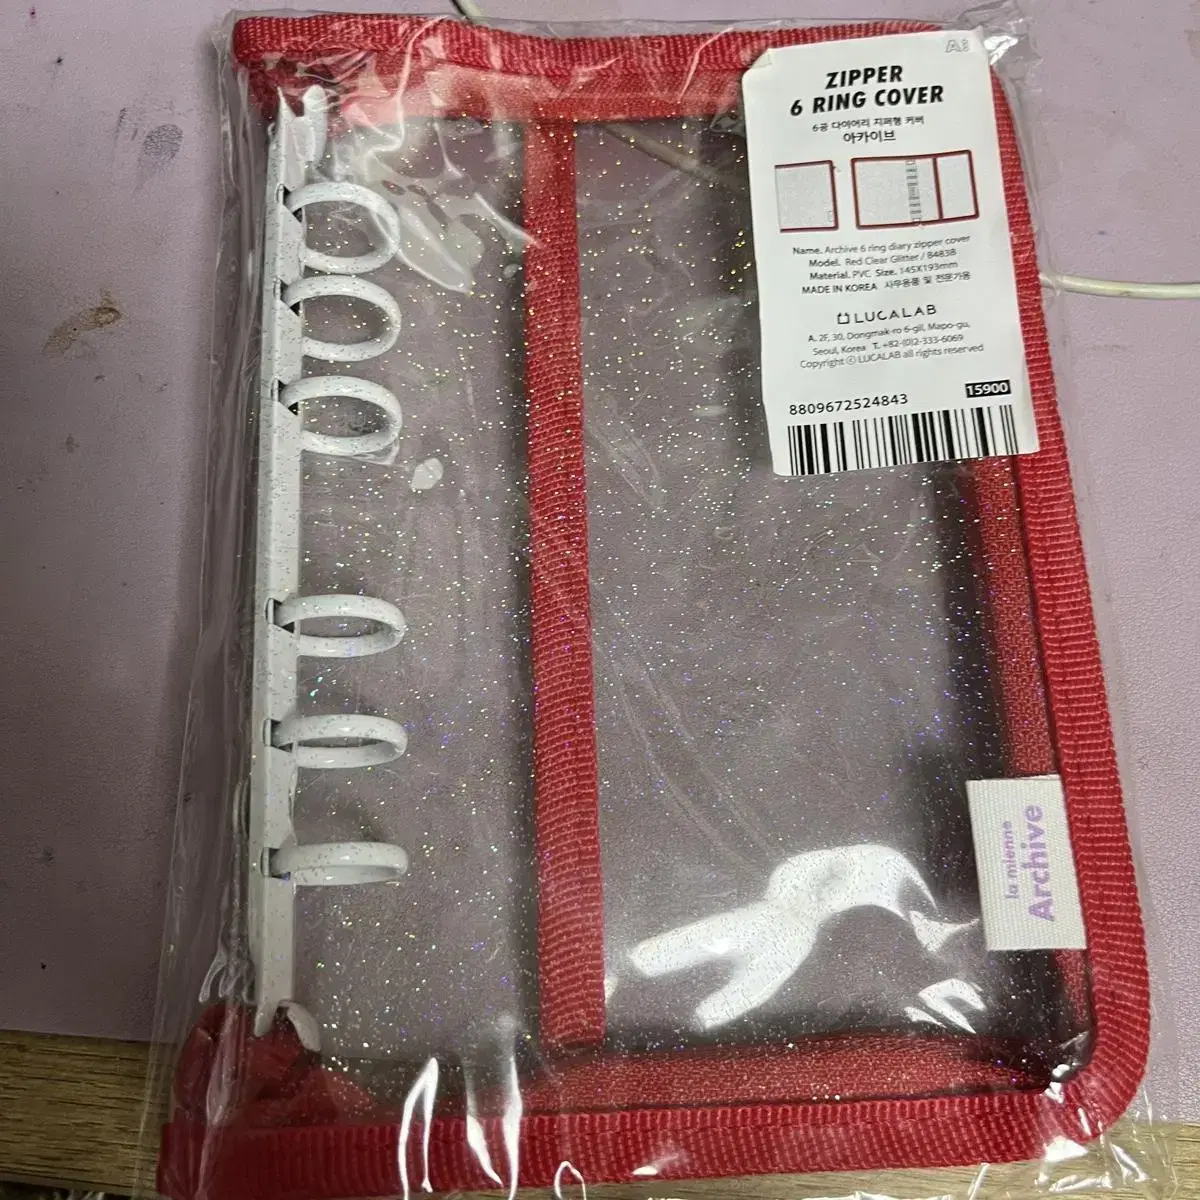 ZIPPER
6 RING COVER
6공 다이어리 지퍼형 커버
아카이브
Name. Archive 6 ring diary zipper cover
Model. Red Clear Glitter / 84838
Material. PVC Size. 145X193mm
MADE IN KOREA 사무용품 및 전문가용
LUCALAB
A. 2F, 30, Dongmak-ro 6-gil, Mapo-gu,
Seoul, Korea T. +82-(0)2-333-6069
Copyright ⓒ LUCALAB all rights reserved
15900
8809672524843
la mienne
Archive